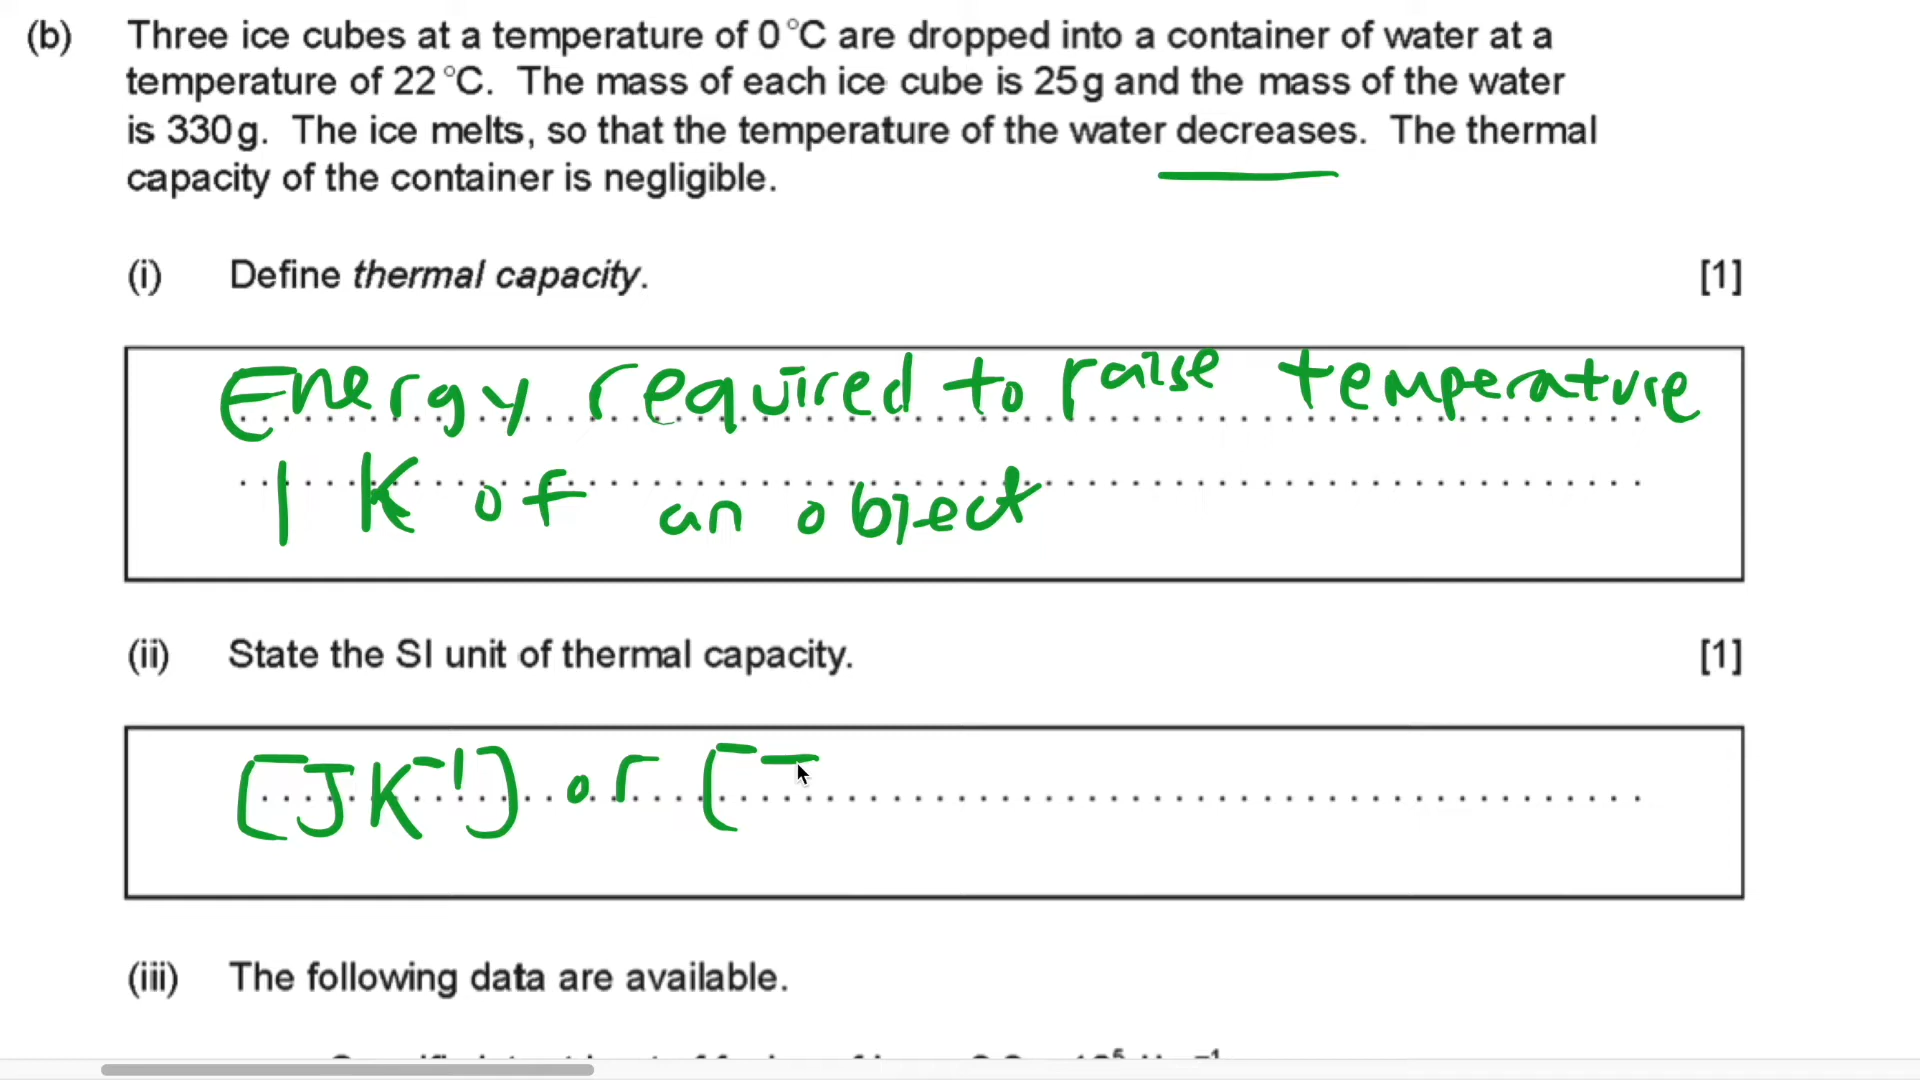 (b) Three ice cubes at a temperature of 0 °C are dropped into a container of water at a
temperature of 22 °C. The mass of each ice cube is 25 g and the mass of the water
is 330 g. The ice melts, so that the temperature of the water decreases. The thermal
capacity of the container is negligible.
(i) Define thermal capacity. [1]
Energy required to raise temperature
1 K of an object
(ii) State the SI unit of thermal capacity. [1]
[JK⁻¹] or [
(iii) The following data are available.